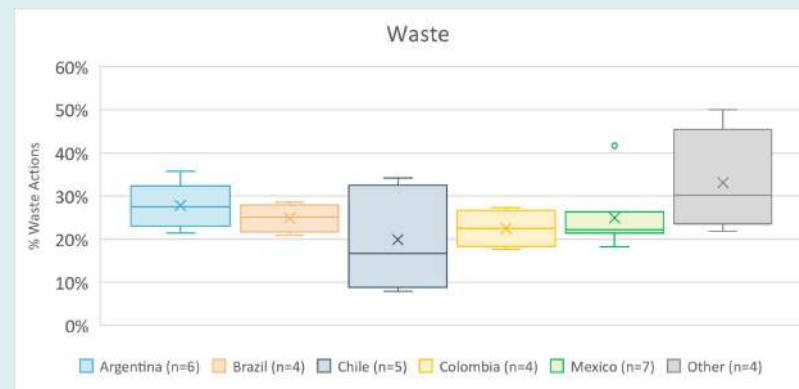 Waste
60%
50%
40%
30%
20%
10%
0%
% Waste Actions
Argentina (n=6) Brazil (n=4) Chile (n=5) Colombia (n=4) Mexico (n=7) Other (n=4)